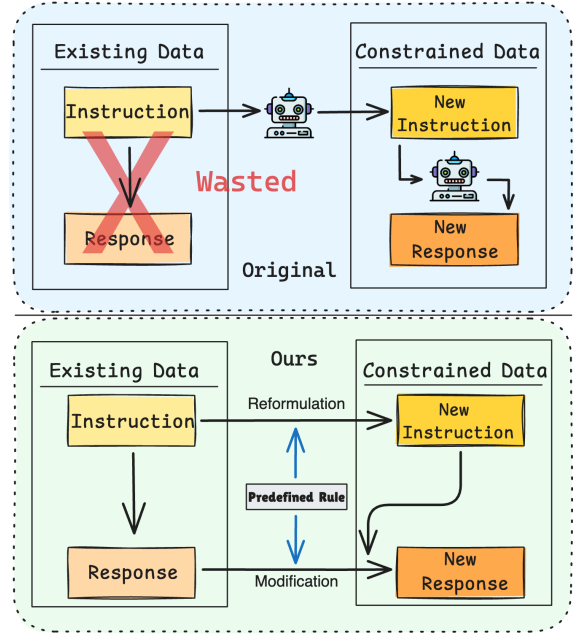 Existing Data
Constrained Data
Instruction
New
Instruction
Wasted
Response
New
Response
Original
Ours
Existing Data
Constrained Data
Reformulation
Instruction
New
Instruction
Predefined Rule
Response
New
Response
Modification